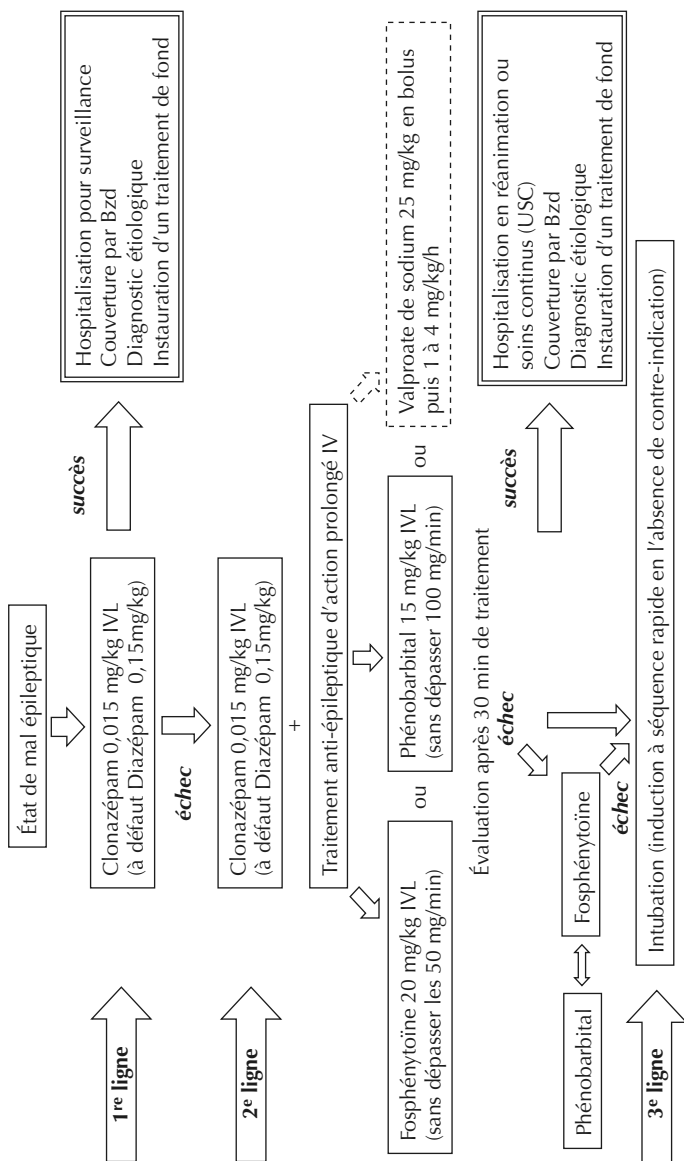 État de mal épileptique
1re ligne
Clonazépam 0,015 mg/kg IVL
(à défaut Diazépam 0,15mg/kg)
succès
Hospitalisation pour surveillance
Couverture par Bzd
Diagnostic étiologique
Instauration d'un traitement de fond
échec
2e ligne
Clonazépam 0,015 mg/kg IVL
(à défaut Diazépam 0,15mg/kg)
+
Traitement anti-épileptique d'action prolongé IV
Fosphénytoïne 20 mg/kg IVL
(sans dépasser les 50 mg/min)
ou
Phénobarbital 15 mg/kg IVL
(sans dépasser 100 mg/min)
ou
Valproate de sodium 25 mg/kg en bolus
puis 1 à 4 mg/kg/h
Évaluation après 30 min de traitement
échec
succès
Hospitalisation en réanimation ou
soins continus (USC)
Couverture par Bzd
Diagnostic étiologique
Instauration d'un traitement de fond
Phénobarbital
Fosphénytoïne
échec
3e ligne
Intubation (induction à séquence rapide en l'absence de contre-indication)